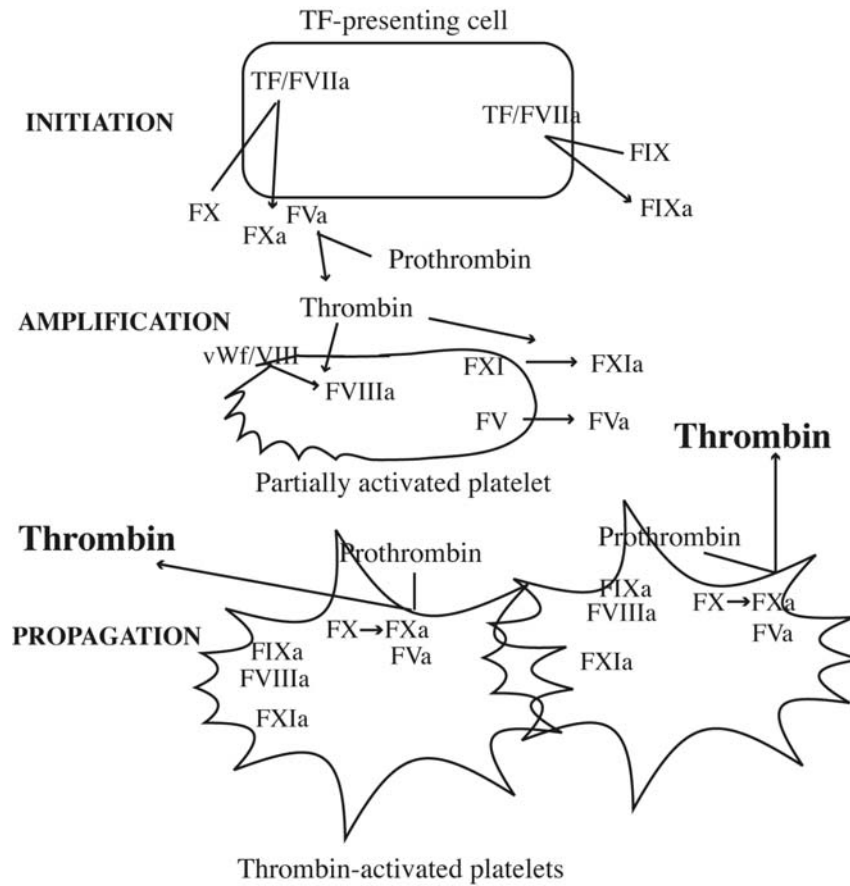 TF-presenting cell
TF/FVIIa
TF/FVIIa
INITIATION
FIX
FX
FVa
FIXa
FXa
Prothrombin
Thrombin
AMPLIFICATION
vWf/VIII
FXI
FXIa
FVIIIa
FV
FVa
Partially activated platelet
Thrombin
Thrombin
Prothrombin
Prothrombin
FIXa
FX
FXa
FVIIIa
FVa
PROPAGATION
FX
FXa
FIXa
FVa
FVIIIa
FXIa
FXIa
Thrombin-activated platelets